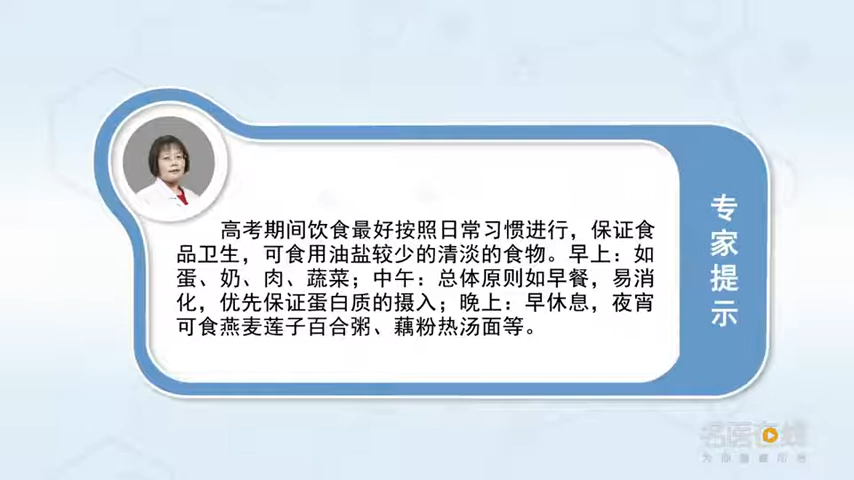 高考期间饮食最好按照日常习惯进行，保证食
品卫生，可食用油盐较少的清淡的食物。早上：如
蛋、奶、肉、蔬菜；中午：总体原则如早餐，易消
化，优先保证蛋白质的摄入；晚上：早休息，夜宵
可食燕麦莲子百合粥、藕粉热汤面等。
专家提示
名医在线